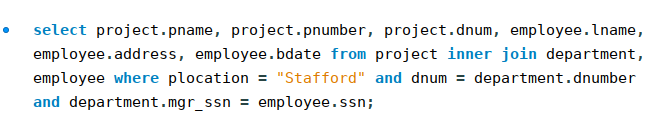 select project.pname, project.pnumber, project.dnum, employee.lname,
employee.address, employee.bdate from project inner join department,
employee where plocation = "Stafford" and dnum = department.dnumber
and department.mgr_ssn = employee.ssn;